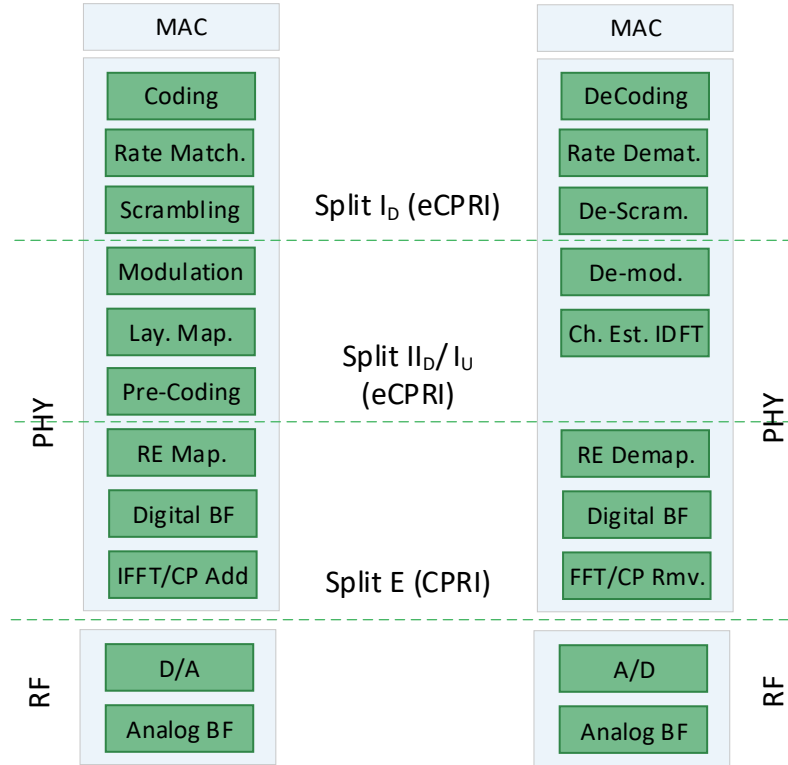 MAC
MAC
Coding
DeCoding
Rate Match.
Rate Demat.
Scrambling
Split I_D (eCPRI)
De-Scram.
Modulation
De-mod.
Lay. Map.
Ch. Est. IDFT
Split II_D/ I_U
(eCPRI)
Pre-Coding
PHY
PHY
RE Map.
RE Demap.
Digital BF
Digital BF
IFFT/CP Add
Split E (CPRI)
FFT/CP Rmv.
D/A
A/D
RF
RF
Analog BF
Analog BF